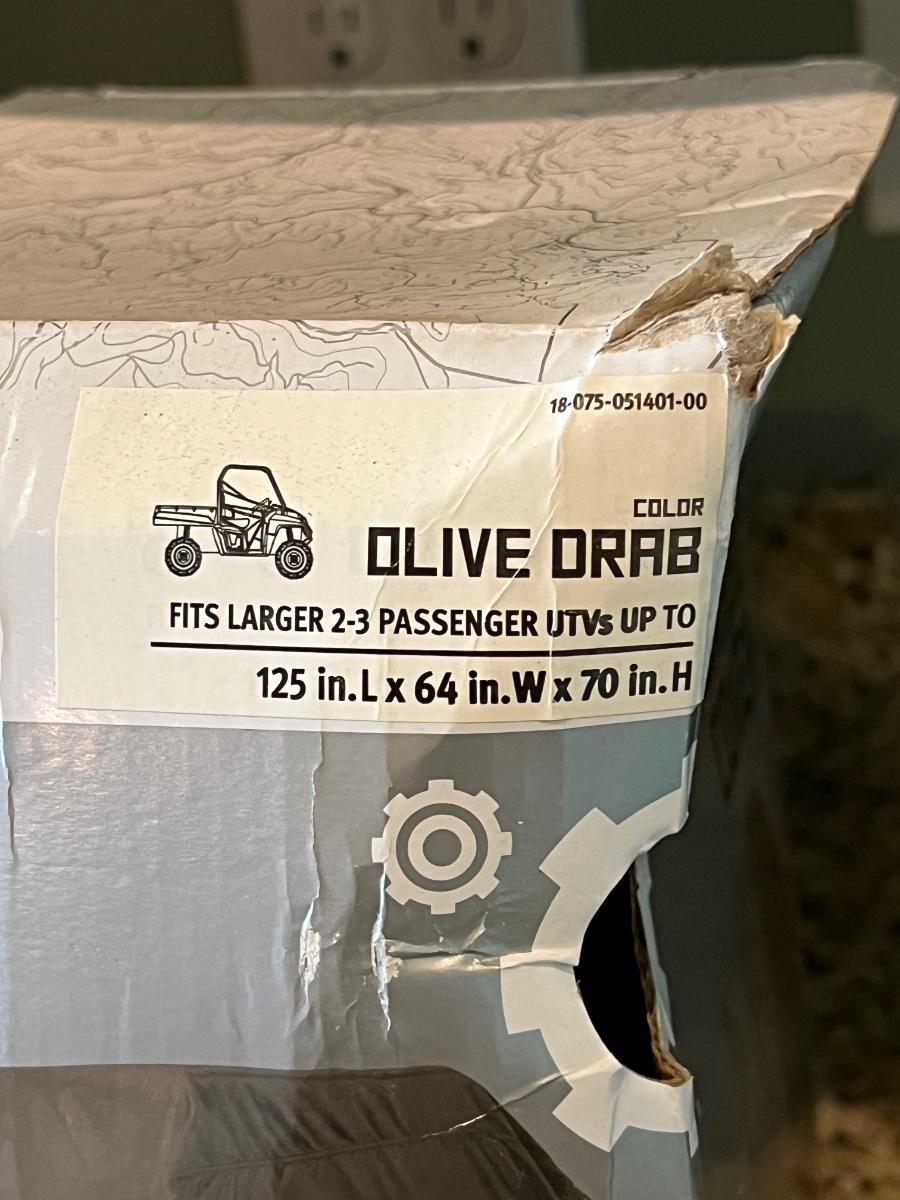 18-075-051401-00
COLOR
OLIVE DRAB
FITS LARGER 2-3 PASSENGER UTVs UP TO
125 in.L x 64 in.W x 70 in.H